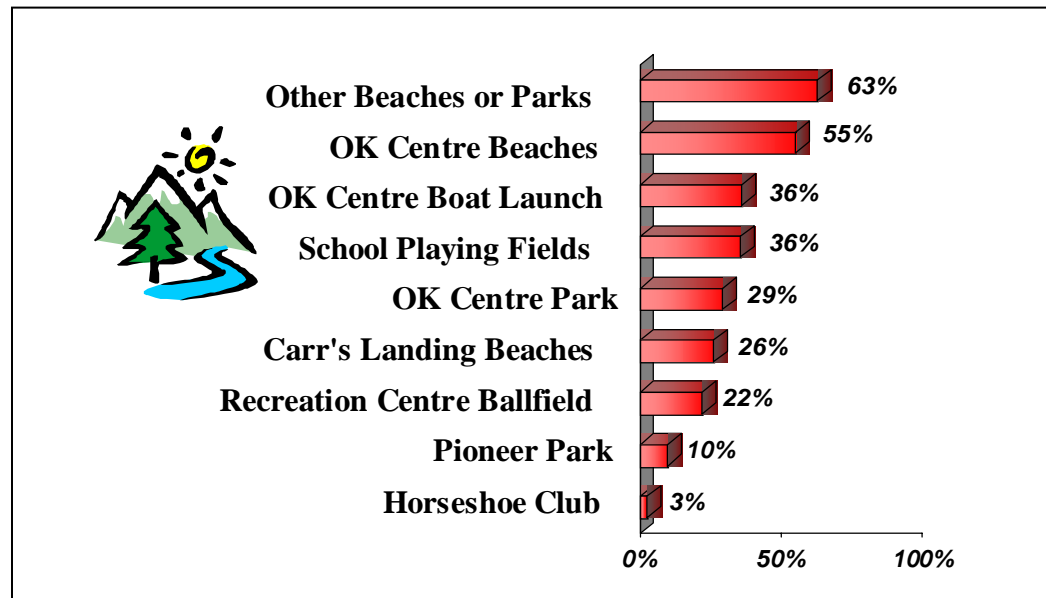 Other Beaches or Parks 63%
OK Centre Beaches 55%
OK Centre Boat Launch 36%
School Playing Fields 36%
OK Centre Park 29%
Carr's Landing Beaches 26%
Recreation Centre Ballfield 22%
Pioneer Park 10%
Horseshoe Club 3%
0% 50% 100%